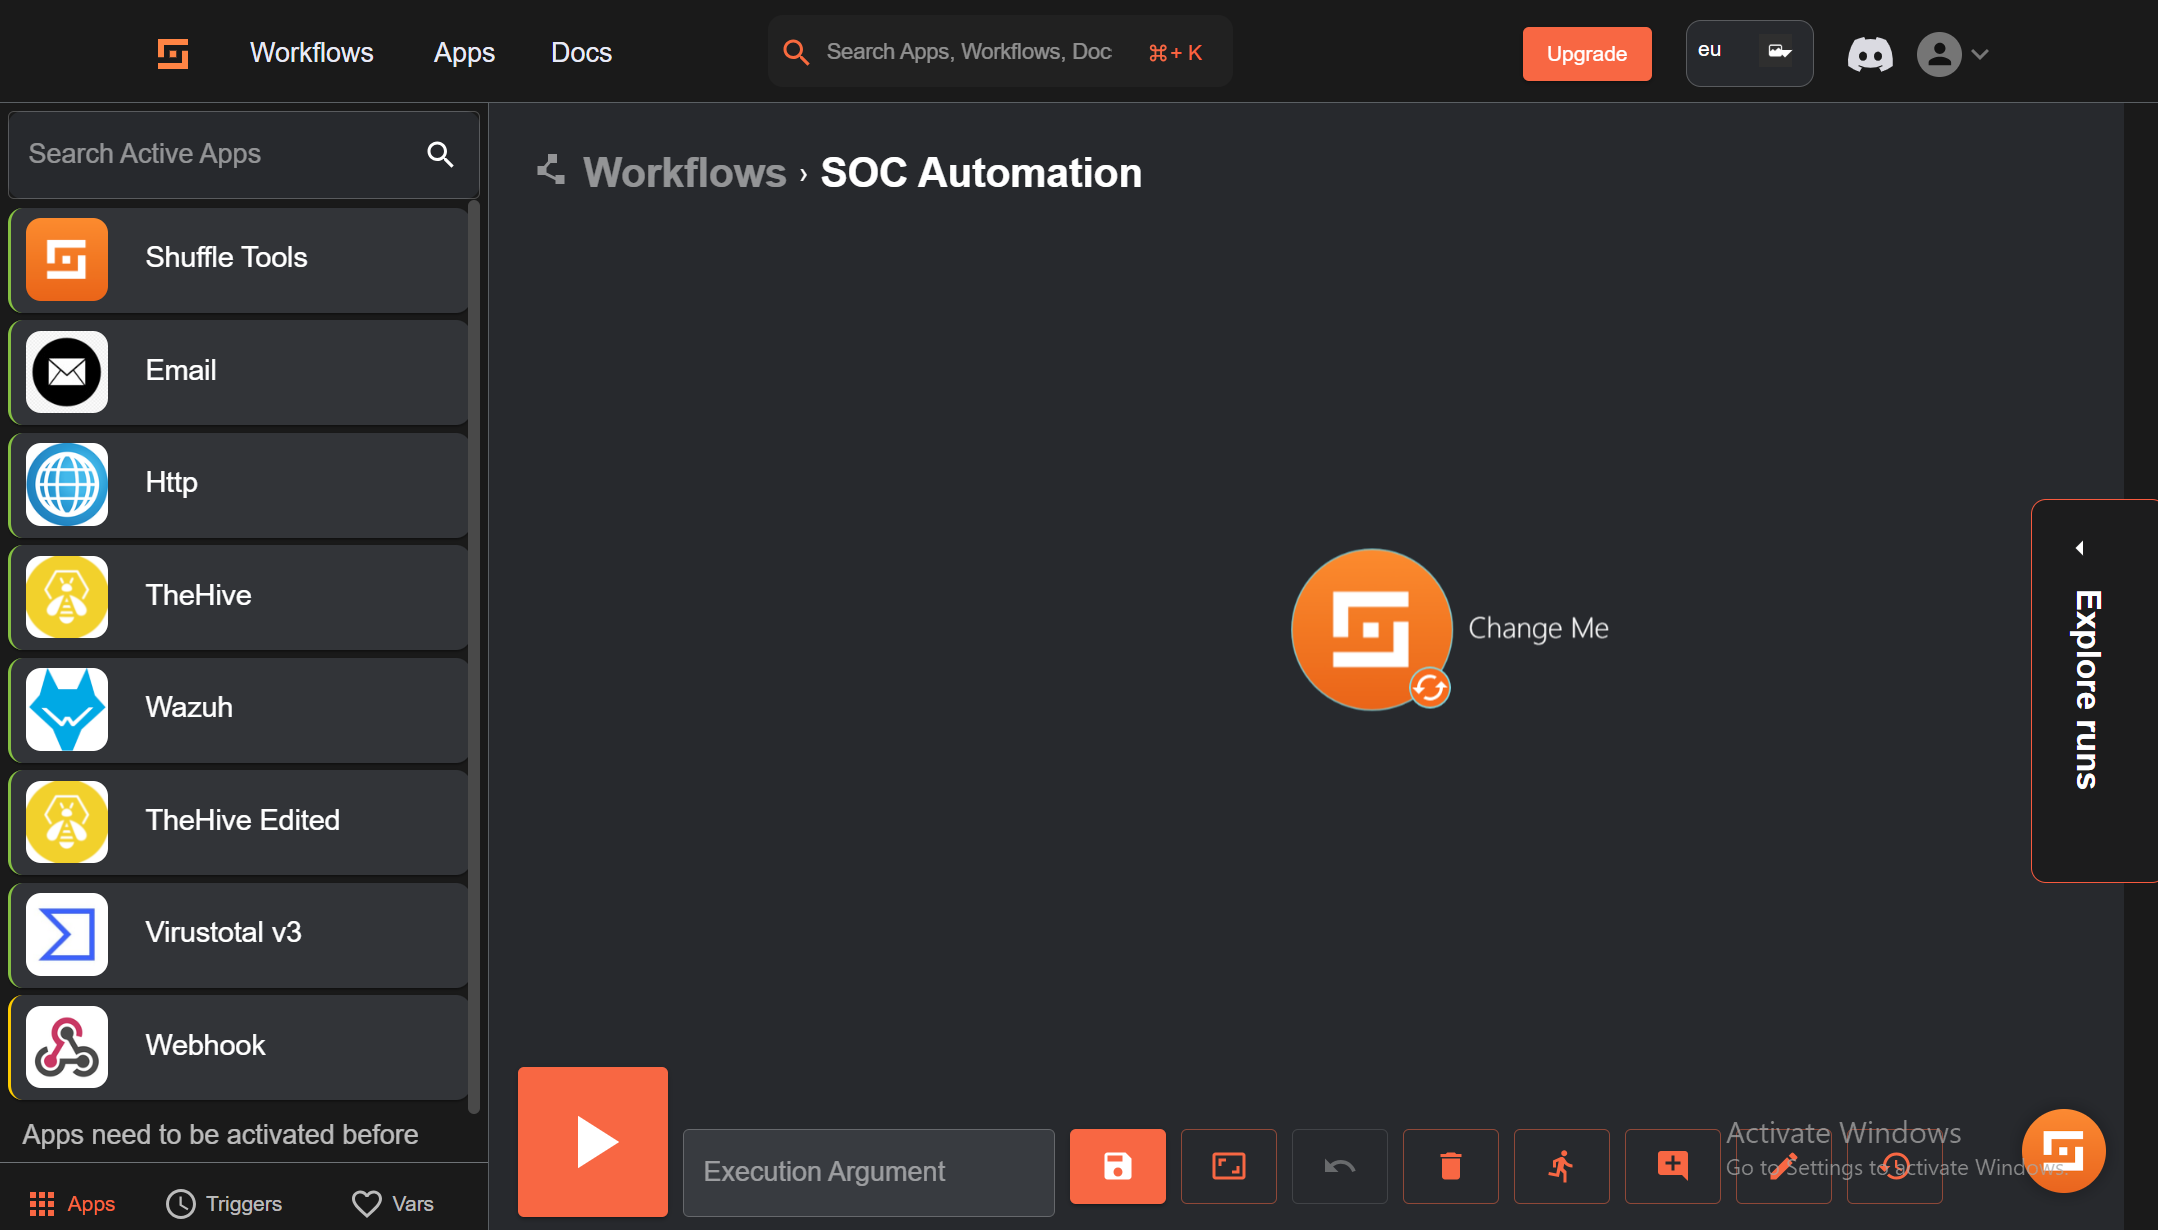 Workflows
Apps
Docs
Search Apps, Workflows, Doc
⌘+ K
Upgrade
eu
Search Active Apps
Workflows › SOC Automation
Shuffle Tools
Email
Http
TheHive
Wazuh
TheHive Edited
Virustotal v3
Webhook
Apps need to be activated before
Apps
Triggers
Vars
Change Me
Explore runs
Execution Argument
Activate Windows
Go to Settings to activate Windows.